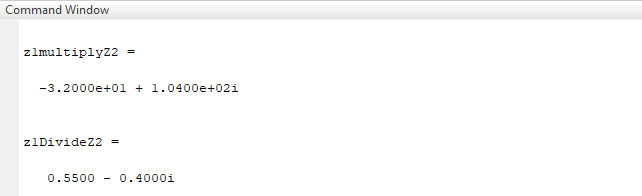 Command Window
z1multiplyZ2 =
-3.2000e+01 + 1.0400e+02i
z1DivideZ2 =
0.5500 - 0.4000i